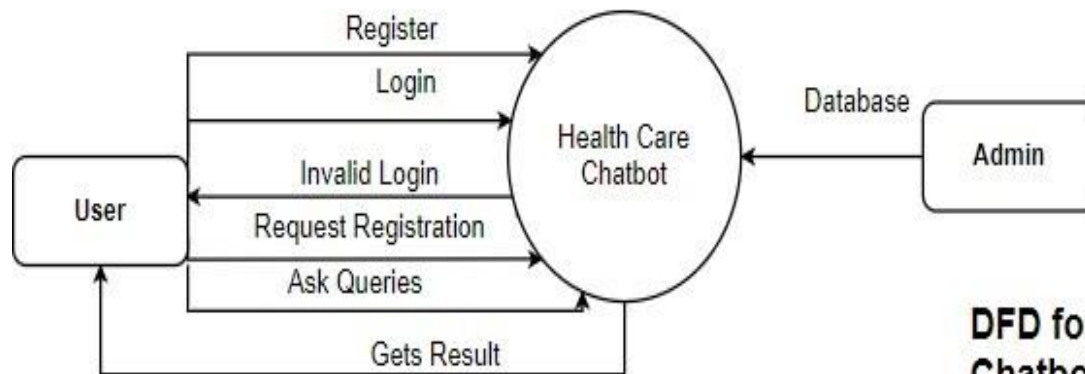 Register
Login
Database
Health Care
Chatbot
Admin
Invalid Login
User
Request Registration
Ask Queries
Gets Result
DFD fo
Chatbo